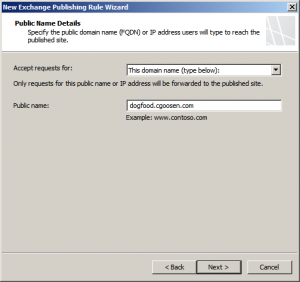 New Exchange Publishing Rule Wizard
Public Name Details
Specify the public domain name (FQDN) or IP address users will type to reach the
published site.
Accept requests for:
This domain name (type below):
Only requests for this public name or IP address will be forwarded to the published site.
Public name:
dogfood.cgoosen.com
Example: www.contoso.com
< Back
Next >
Cancel